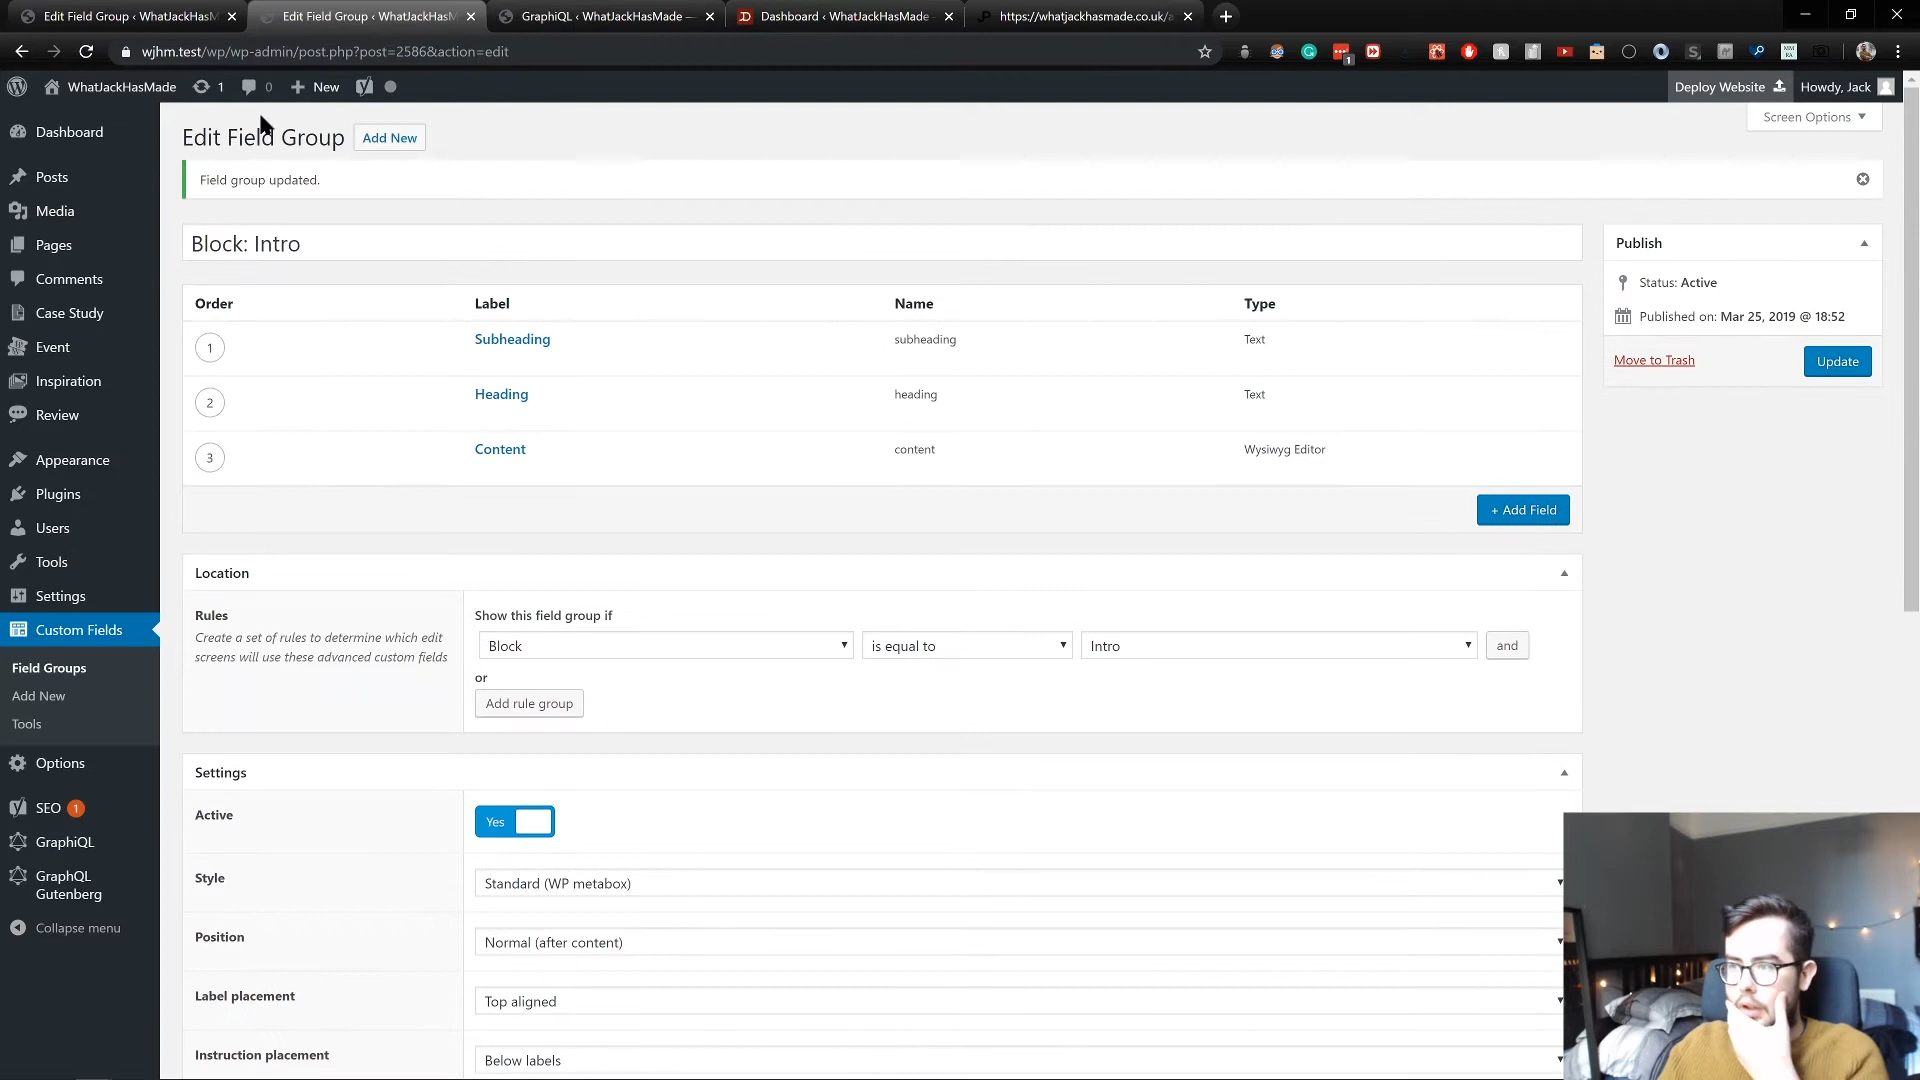 Edit Field Group ‹ WhatJackHasM
Edit Field Group ‹ WhatJackHasM
GraphiQL ‹ WhatJackHasMade —
Dashboard ‹ WhatJackHasMade —
https://whatjackhasmade.co.uk/
wjhm.test/wp/wp-admin/post.php?post=2586&action=edit
WhatJackHasMade
1
0
New
Deploy Website
Howdy, Jack
Dashboard
Posts
Media
Pages
Comments
Case Study
Event
Inspiration
Review
Appearance
Plugins
Users
Tools
Settings
Custom Fields
Field Groups
Add New
Tools
Options
SEO 1
GraphiQL
GraphQL
Gutenberg
Collapse menu
Screen Options
Edit Field Group
Add New
Field group updated.
Block: Intro
Order
Label
Name
Type
1
Subheading
subheading
Text
2
Heading
heading
Text
3
Content
content
Wysiwyg Editor
+ Add Field
Publish
Status: Active
Published on: Mar 25, 2019 @ 18:52
Move to Trash
Update
Location
Rules
Create a set of rules to determine which edit
screens will use these advanced custom fields
Show this field group if
Block
is equal to
Intro
and
or
Add rule group
Settings
Active
Yes
Style
Standard (WP metabox)
Position
Normal (after content)
Label placement
Top aligned
Instruction placement
Below labels